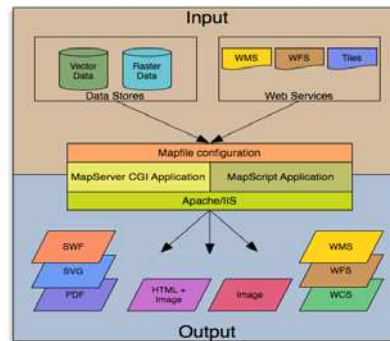 Input
Vector
Data
Raster
Data
Data Stores
WMS
WFS
Tiles
Web Services
Mapfile configuration
MapServer CGI Application
MapScript Application
Apache/IIS
SWF
SVG
PDF
HTML +
Image
Image
WMS
WFS
WCS
Output